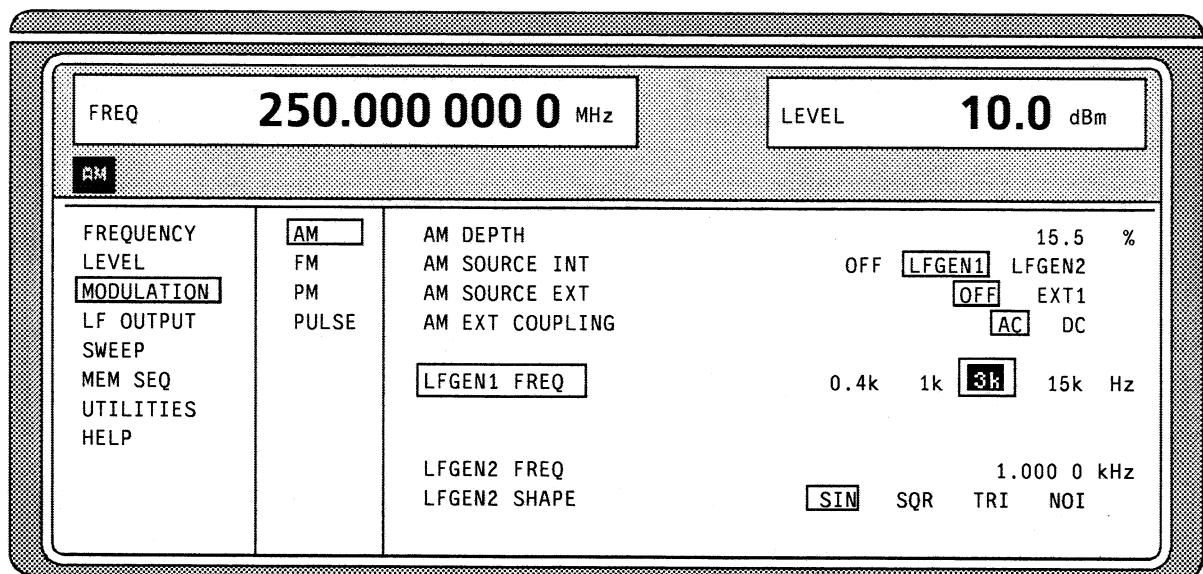 FREQ 250.000 000 0 MHz LEVEL 10.0 dBm
AM
FREQUENCY
LEVEL
MODULATION
LF OUTPUT
SWEEP
MEM SEQ
UTILITIES
HELP
AM
FM
PM
PULSE
AM DEPTH 15.5 %
AM SOURCE INT OFF LFGEN1 LFGEN2
AM SOURCE EXT OFF EXT1
AM EXT COUPLING AC DC
LFGEN1 FREQ 0.4k 1k 3k 15k Hz
LFGEN2 FREQ 1.000 0 kHz
LFGEN2 SHAPE SIN SQR TRI NOI